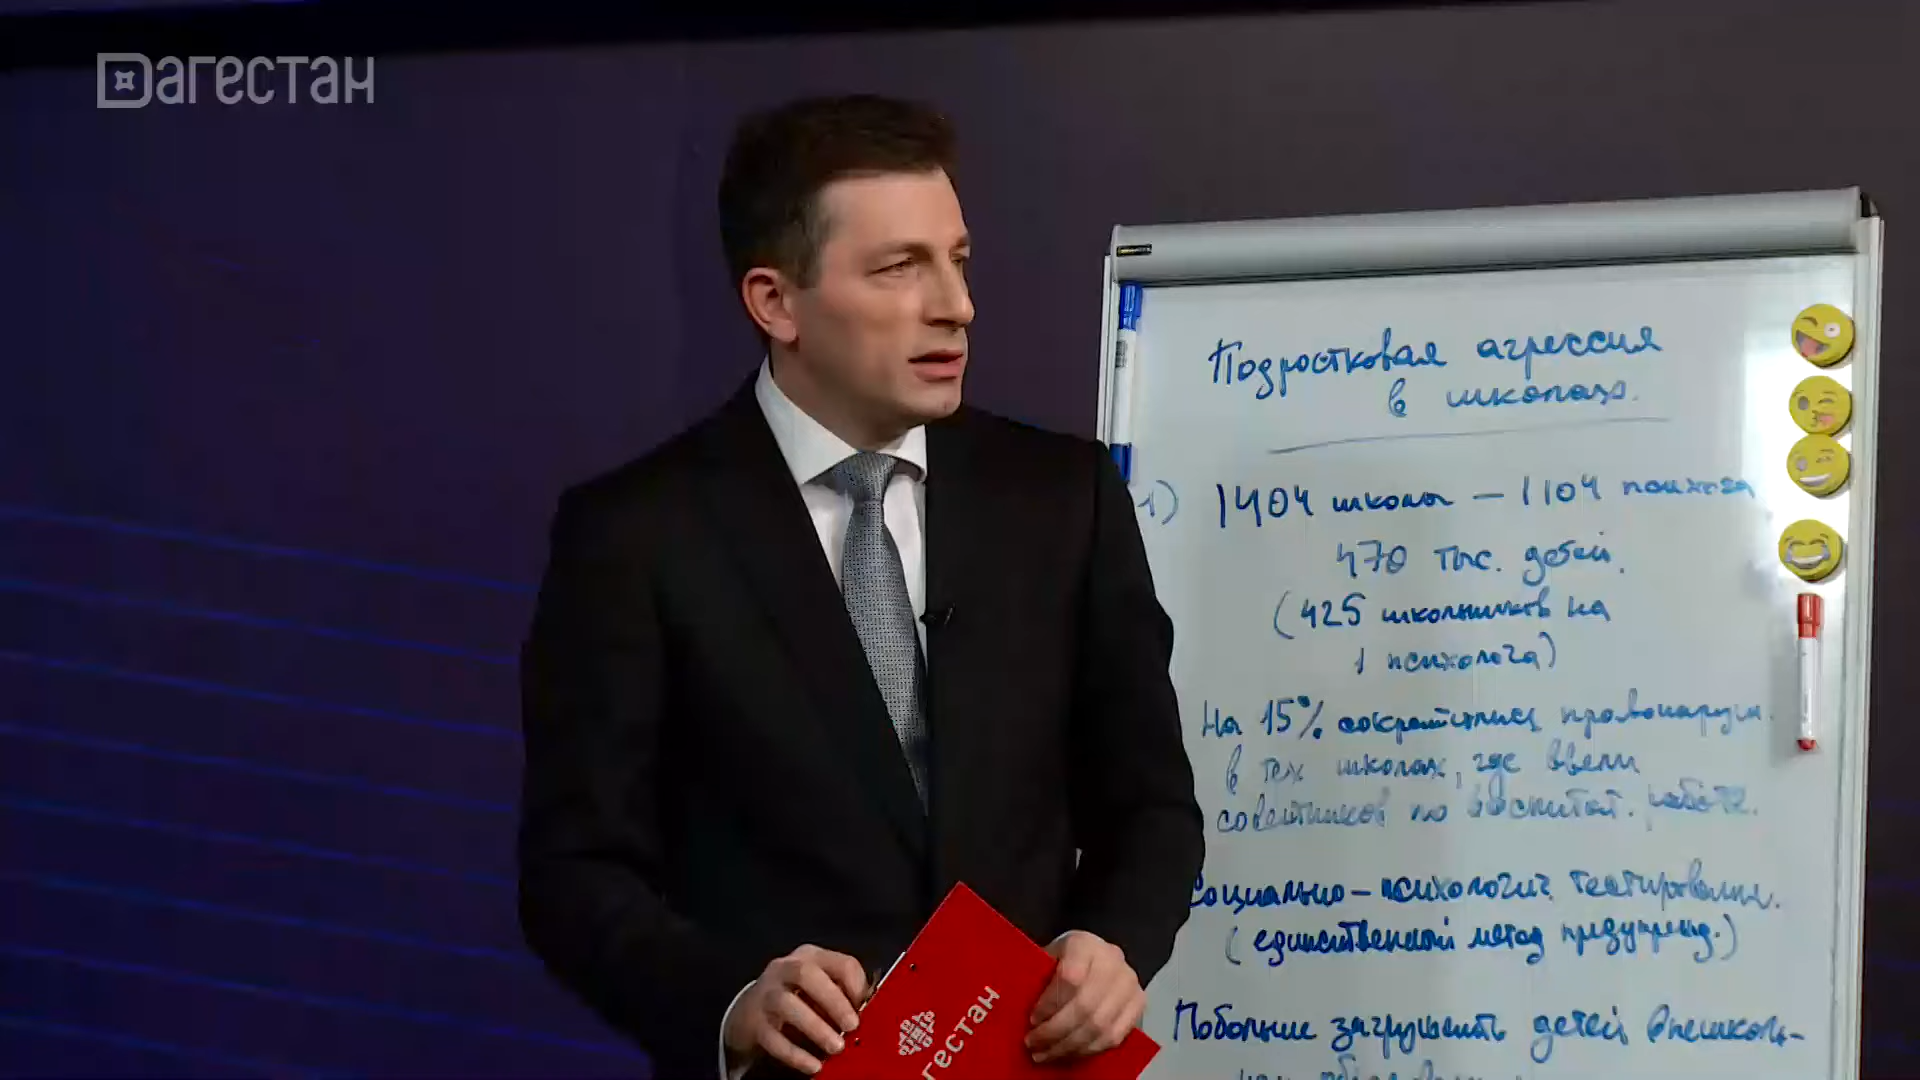 Дагестан
Подростковая агрессия
в школах.
1) 1404 школы – 1104 психолога
470 тыс. детей.
(425 школьников на
1 психолога)
На 15% сократились правонаруш.
в тех школах, где ввели
советников по воспитат. работе.
Социально – психологич. тестирование.
(единственный метод предупрежд.)
Побольше загружать детей внешколь-
гестан